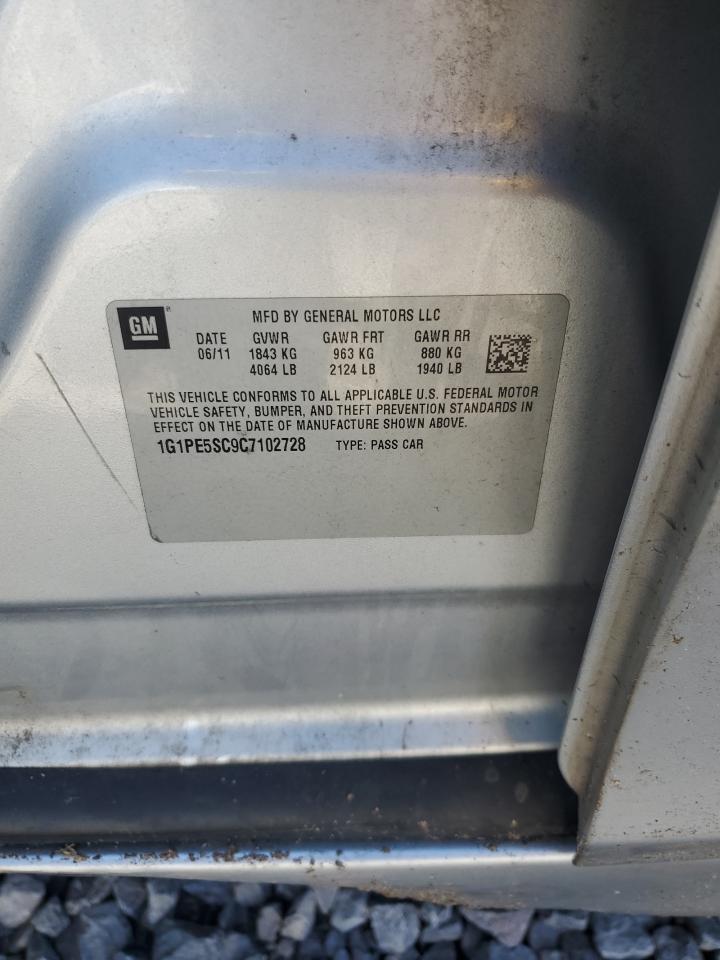 GM
MFD BY GENERAL MOTORS LLC
DATE GVWR GAWR FRT GAWR RR
06/11 1843 KG 963 KG 880 KG
4064 LB 2124 LB 1940 LB
THIS VEHICLE CONFORMS TO ALL APPLICABLE U.S. FEDERAL MOTOR
VEHICLE SAFETY, BUMPER, AND THEFT PREVENTION STANDARDS IN
EFFECT ON THE DATE OF MANUFACTURE SHOWN ABOVE.
1G1PE5SC9C7102728 TYPE: PASS CAR